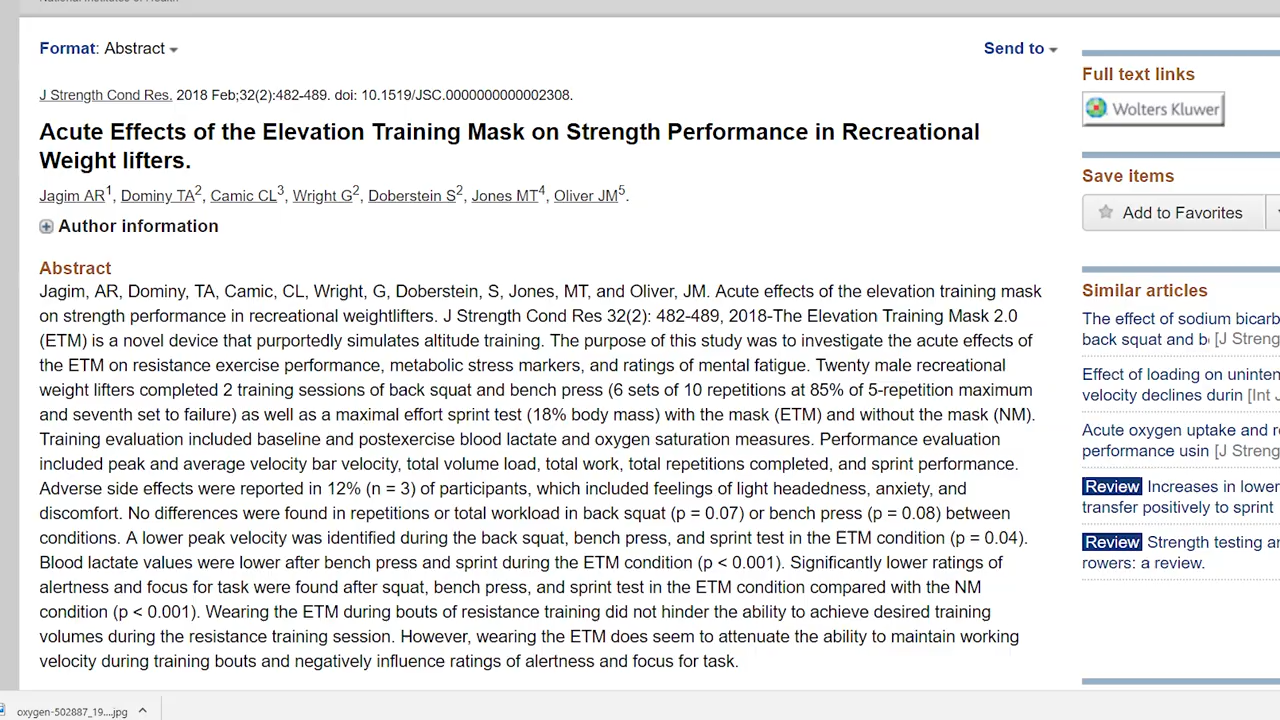 Format: Abstract
Send to
J Strength Cond Res. 2018 Feb;32(2):482-489. doi: 10.1519/JSC.0000000000002308.
Acute Effects of the Elevation Training Mask on Strength Performance in Recreational
Weight lifters.
Jagim AR1, Dominy TA2, Camic CL3, Wright G2, Doberstein S2, Jones MT4, Oliver JM5.
Author information
Abstract
Jagim, AR, Dominy, TA, Camic, CL, Wright, G, Doberstein, S, Jones, MT, and Oliver, JM. Acute effects of the elevation training mask
on strength performance in recreational weightlifters. J Strength Cond Res 32(2): 482-489, 2018-The Elevation Training Mask 2.0
(ETM) is a novel device that purportedly simulates altitude training. The purpose of this study was to investigate the acute effects of
the ETM on resistance exercise performance, metabolic stress markers, and ratings of mental fatigue. Twenty male recreational
weight lifters completed 2 training sessions of back squat and bench press (6 sets of 10 repetitions at 85% of 5-repetition maximum
and seventh set to failure) as well as a maximal effort sprint test (18% body mass) with the mask (ETM) and without the mask (NM).
Training evaluation included baseline and postexercise blood lactate and oxygen saturation measures. Performance evaluation
included peak and average velocity bar velocity, total volume load, total work, total repetitions completed, and sprint performance.
Adverse side effects were reported in 12% (n = 3) of participants, which included feelings of light headedness, anxiety, and
discomfort. No differences were found in repetitions or total workload in back squat (p = 0.07) or bench press (p = 0.08) between
conditions. A lower peak velocity was identified during the back squat, bench press, and sprint test in the ETM condition (p = 0.04).
Blood lactate values were lower after bench press and sprint during the ETM condition (p < 0.001). Significantly lower ratings of
alertness and focus for task were found after squat, bench press, and sprint test in the ETM condition compared with the NM
condition (p < 0.001). Wearing the ETM during bouts of resistance training did not hinder the ability to achieve desired training
volumes during the resistance training session. However, wearing the ETM does seem to attenuate the ability to maintain working
velocity during training bouts and negatively influence ratings of alertness and focus for task.
Full text links
Wolters Kluwer
Save items
Add to Favorites
Similar articles
The effect of sodium bicarb
back squat and b [J Streng
Effect of loading on uninten
velocity declines durin [Int J
Acute oxygen uptake and r
performance usin [J Streng
Review Increases in lower
transfer positively to sprint
Review Strength testing a
rowers: a review.
oxygen-502887_19....jpg